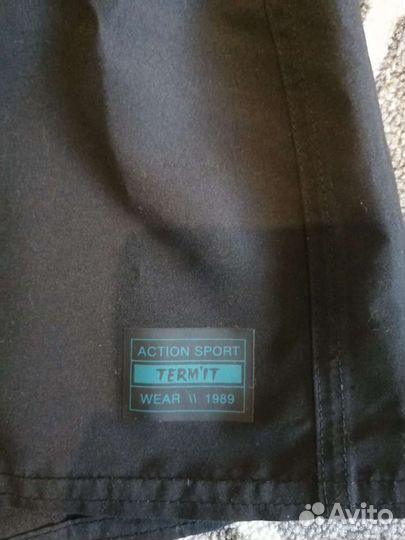 ACTION SPORT
TERM'IT
WEAR \\ 1989
Avito